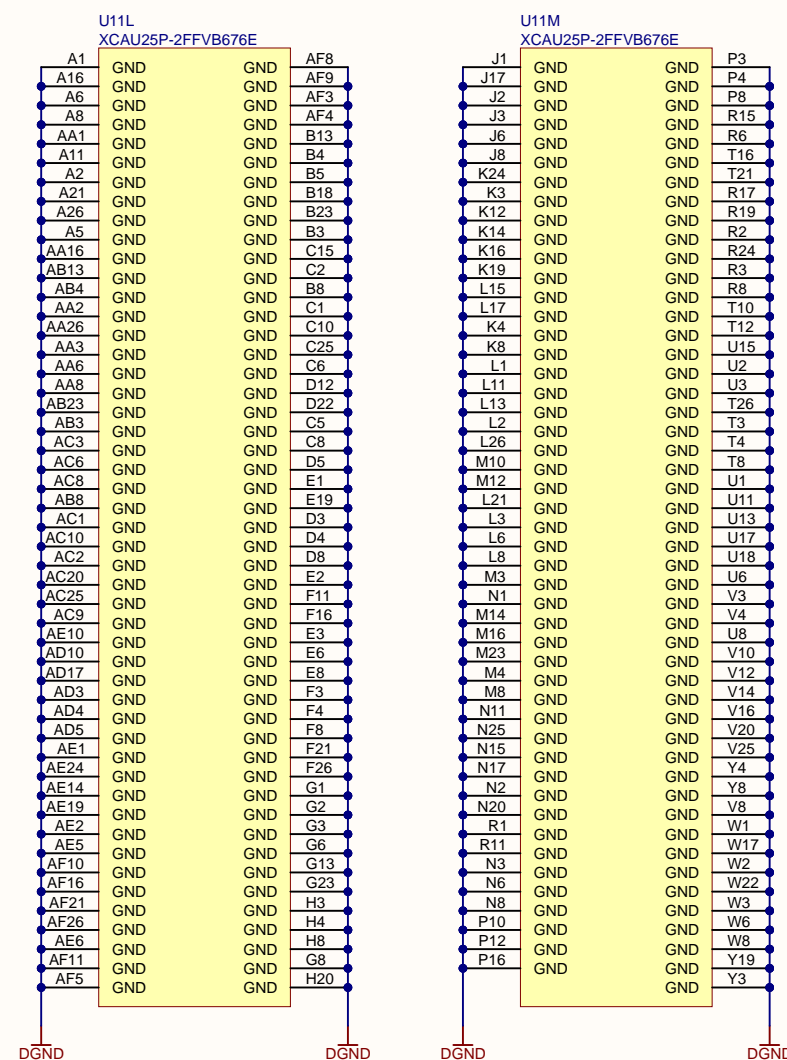 U11L
XCAU25P-2FFVB676E
A1 GND GND AF8
A16 GND GND AF9
A6 GND GND AF3
A8 GND GND AF4
AA1 GND GND B13
A11 GND GND B4
A2 GND GND B5
A21 GND GND B18
A26 GND GND B23
A5 GND GND B3
AA16 GND GND C15
AB13 GND GND C2
AB4 GND GND B8
AA2 GND GND C1
AA26 GND GND C10
AA3 GND GND C25
AA6 GND GND C6
AA8 GND GND D12
AB23 GND GND D22
AB3 GND GND C5
AC3 GND GND C8
AC6 GND GND D5
AC8 GND GND E1
AB8 GND GND E19
AC1 GND GND D3
AC10 GND GND D4
AC2 GND GND D8
AC20 GND GND E2
AC25 GND GND F11
AC9 GND GND F16
AE10 GND GND E3
AD10 GND GND E6
AD17 GND GND E8
AD3 GND GND F3
AD4 GND GND F4
AD5 GND GND F8
AE1 GND GND F21
AE24 GND GND F26
AE14 GND GND G1
AE19 GND GND G2
AE2 GND GND G3
AE5 GND GND G6
AF10 GND GND G13
AF16 GND GND G23
AF21 GND GND H3
AF26 GND GND H4
AE6 GND GND H8
AF11 GND GND G8
AF5 GND GND H20
DGND DGND
U11M
XCAU25P-2FFVB676E
J1 GND GND P3
J17 GND GND P4
J2 GND GND P8
J3 GND GND R15
J6 GND GND R6
J8 GND GND T16
K24 GND GND T21
K3 GND GND R17
K12 GND GND R19
K14 GND GND R2
K16 GND GND R24
K19 GND GND R3
L15 GND GND R8
L17 GND GND T10
K4 GND GND T12
K8 GND GND U15
L1 GND GND U2
L11 GND GND U3
L13 GND GND T26
L2 GND GND T3
L26 GND GND T4
M10 GND GND T8
M12 GND GND U1
L21 GND GND U11
L3 GND GND U13
L6 GND GND U17
L8 GND GND U18
M3 GND GND U6
N1 GND GND V3
M14 GND GND V4
M16 GND GND U8
M23 GND GND V10
M4 GND GND V12
M8 GND GND V14
N11 GND GND V16
N25 GND GND V20
N15 GND GND V25
N17 GND GND Y4
N2 GND GND Y8
N20 GND GND V8
R1 GND GND W1
R11 GND GND W17
N3 GND GND W2
N6 GND GND W22
N8 GND GND W3
P10 GND GND W6
P12 GND GND W8
P16 GND GND Y19
GND Y3
DGND DGND